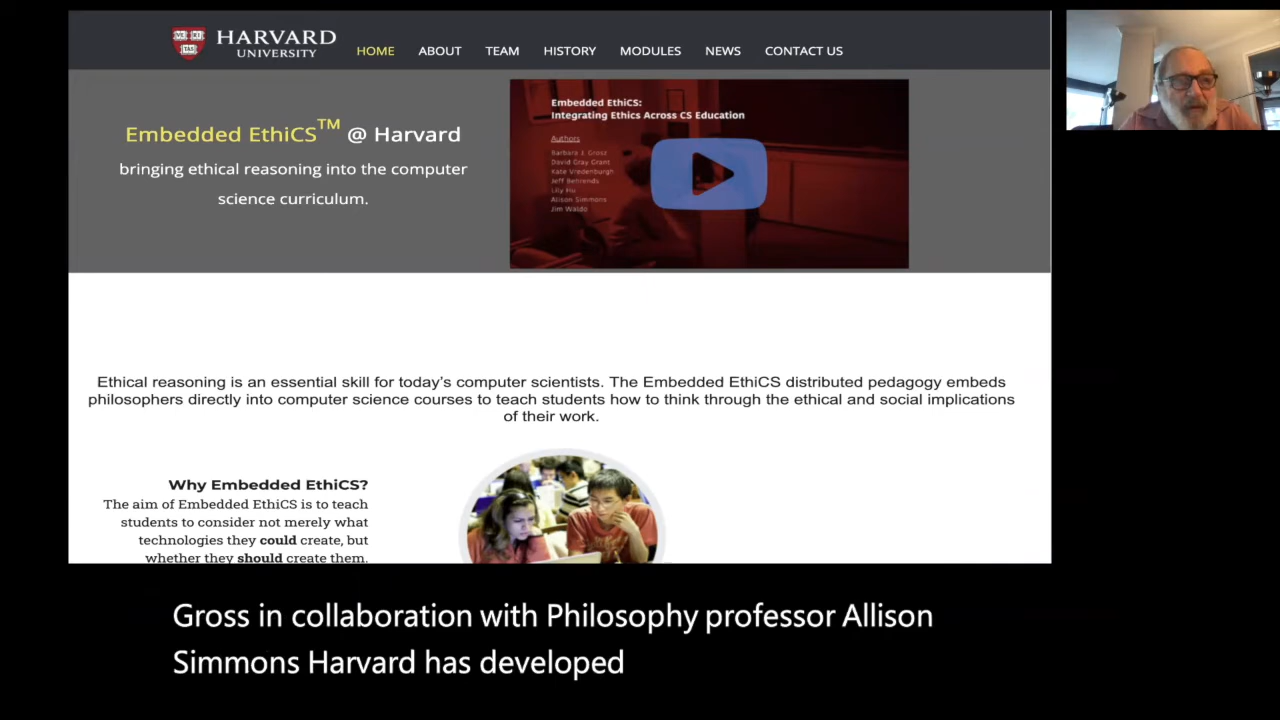 HARVARD
UNIVERSITY
HOME ABOUT TEAM HISTORY MODULES NEWS CONTACT US
Embedded EthiCS™ @ Harvard
bringing ethical reasoning into the computer
science curriculum.
Embedded EthiCS:
Integrating Ethics Across CS Education
Authors
Barbara J. Grosz
David Gray Grant
Kate Vredenburgh
Jeff Behrends
Lily Hu
Alison Simmons
Jim Waldo
Ethical reasoning is an essential skill for today's computer scientists. The Embedded EthiCS distributed pedagogy embeds
philosophers directly into computer science courses to teach students how to think through the ethical and social implications
of their work.
Why Embedded EthiCS?
The aim of Embedded EthiCS is to teach
students to consider not merely what
technologies they could create, but
whether they should create them.
Gross in collaboration with Philosophy professor Allison
Simmons Harvard has developed